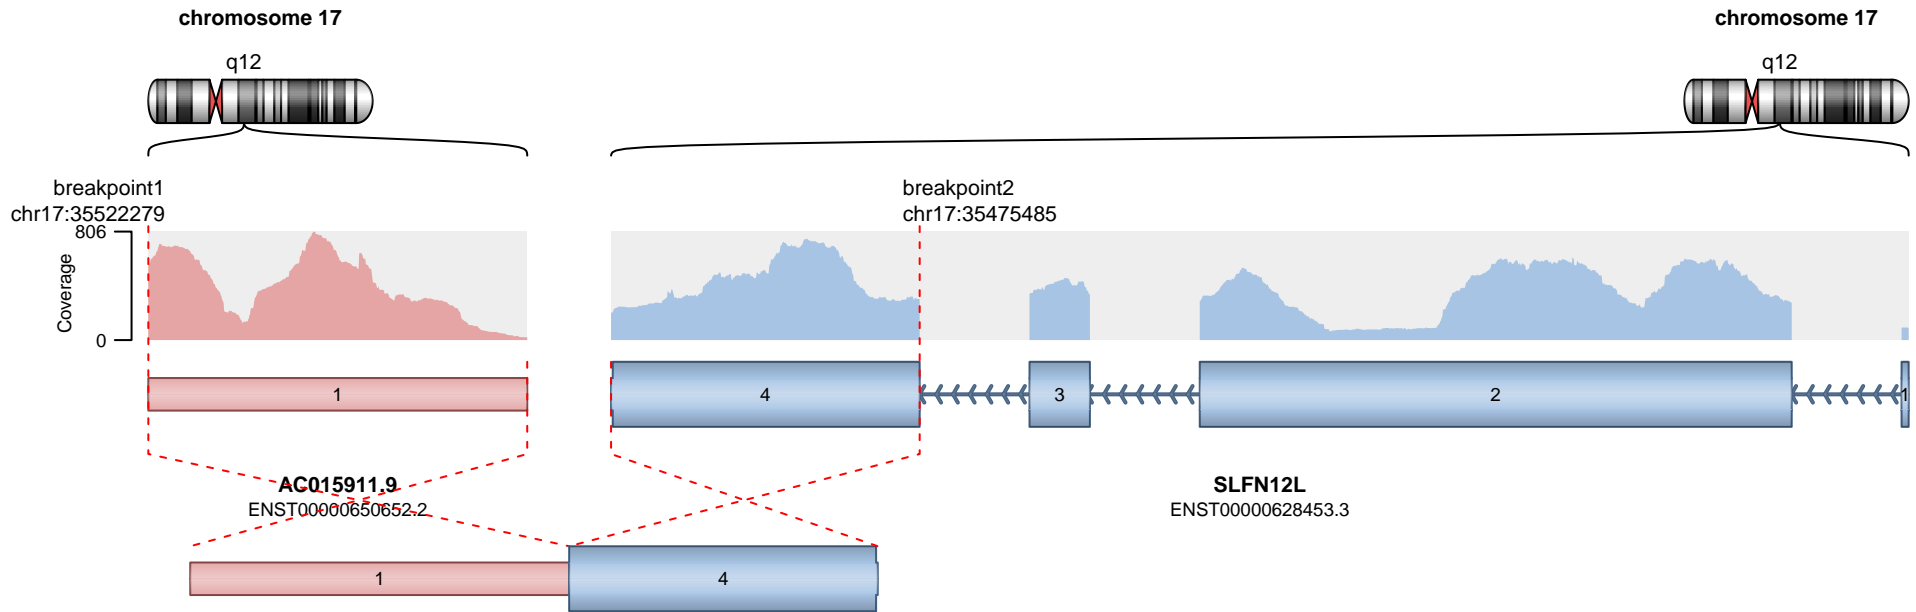 chromosome 17
chromosome 17
q12
q12
breakpoint1
chr17:35522279
breakpoint2
chr17:35475485
806
Coverage
0
1
4
3
2
1
AC015911.9
ENST00000650652.2
SLFN12L
ENST00000628453.3
1
4